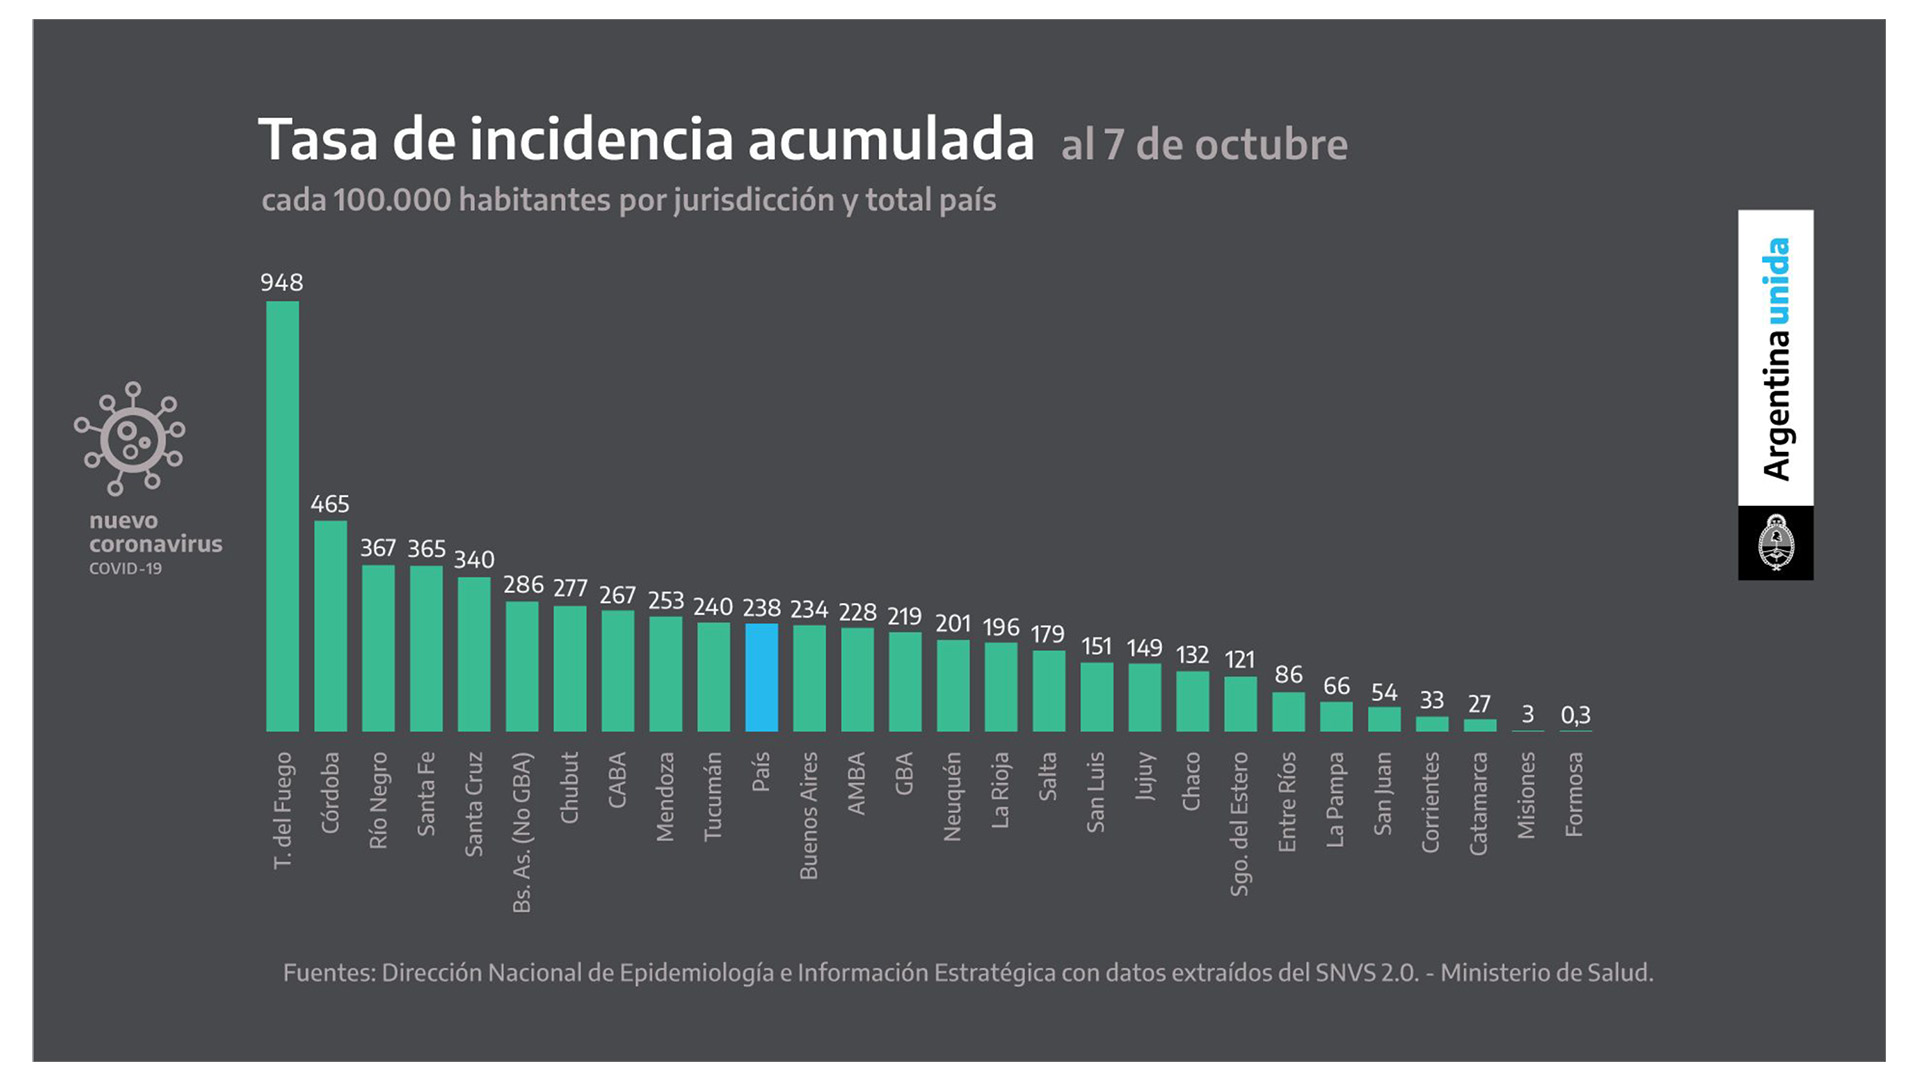 Tasa de incidencia acumulada al 7 de octubre
cada 100.000 habitantes por jurisdicción y total país
948
465
367
365
340
286
277
267
253
240
238
234
228
219
201
196
179
151
149
132
121
86
66
54
33
27
3
0,3
T. del Fuego
Córdoba
Río Negro
Santa Fe
Santa Cruz
Bs. As. (No GBA)
Chubut
CABA
Mendoza
Tucumán
País
Buenos Aires
AMBA
GBA
Neuquén
La Rioja
Salta
San Luis
Jujuy
Chaco
Sgo. del Estero
Entre Ríos
La Pampa
San Juan
Corrientes
Catamarca
Misiones
Formosa
nuevo
coronavirus
COVID-19
Argentina unida
Fuentes: Dirección Nacional de Epidemiología e Información Estratégica con datos extraídos del SNVS 2.0. - Ministerio de Salud.